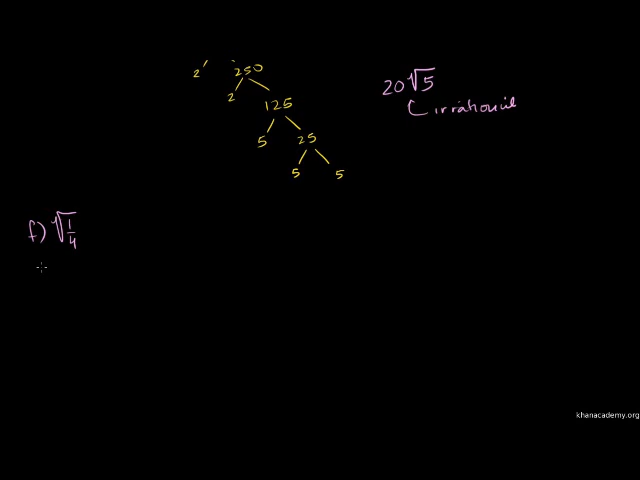 2 250
2 125
5 25
5 5
20√5
irrational
f) √1/4
khanacademy.org